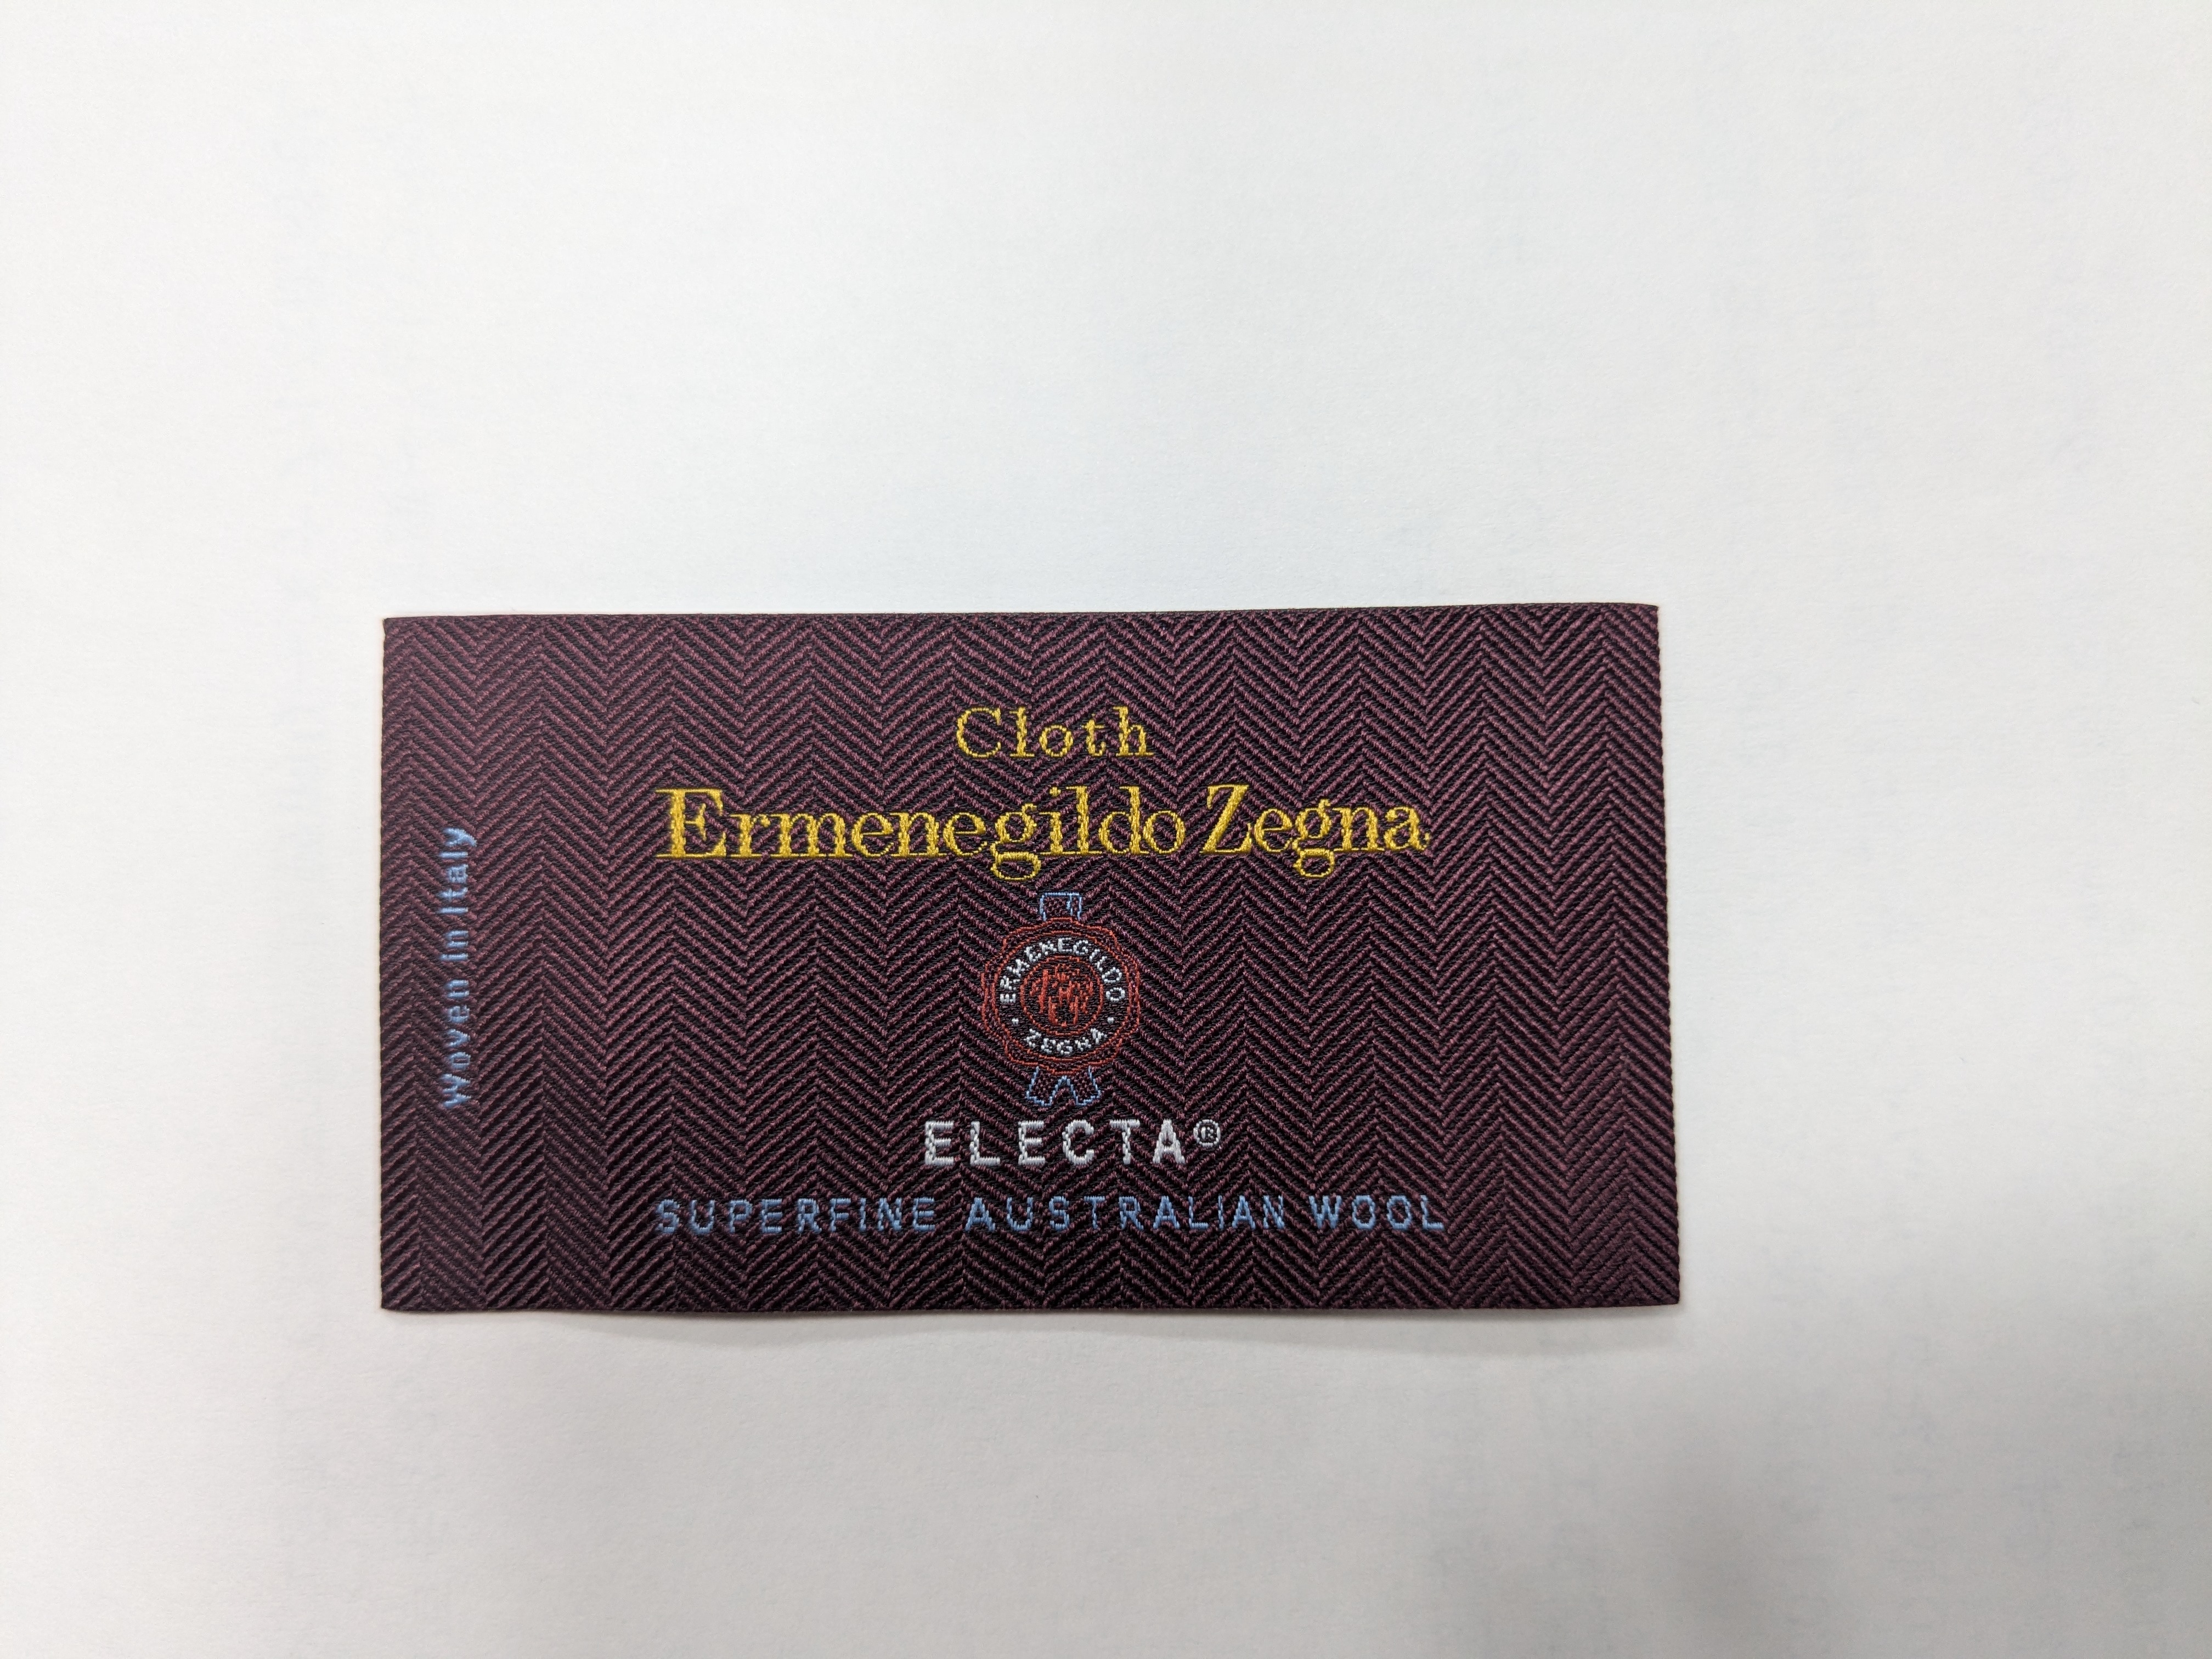 Cloth
Ermenegildo Zegna
ERMENEGILDO
ZEGNA
ELECTA®
SUPERFINE AUSTRALIAN WOOL
Woven in Italy